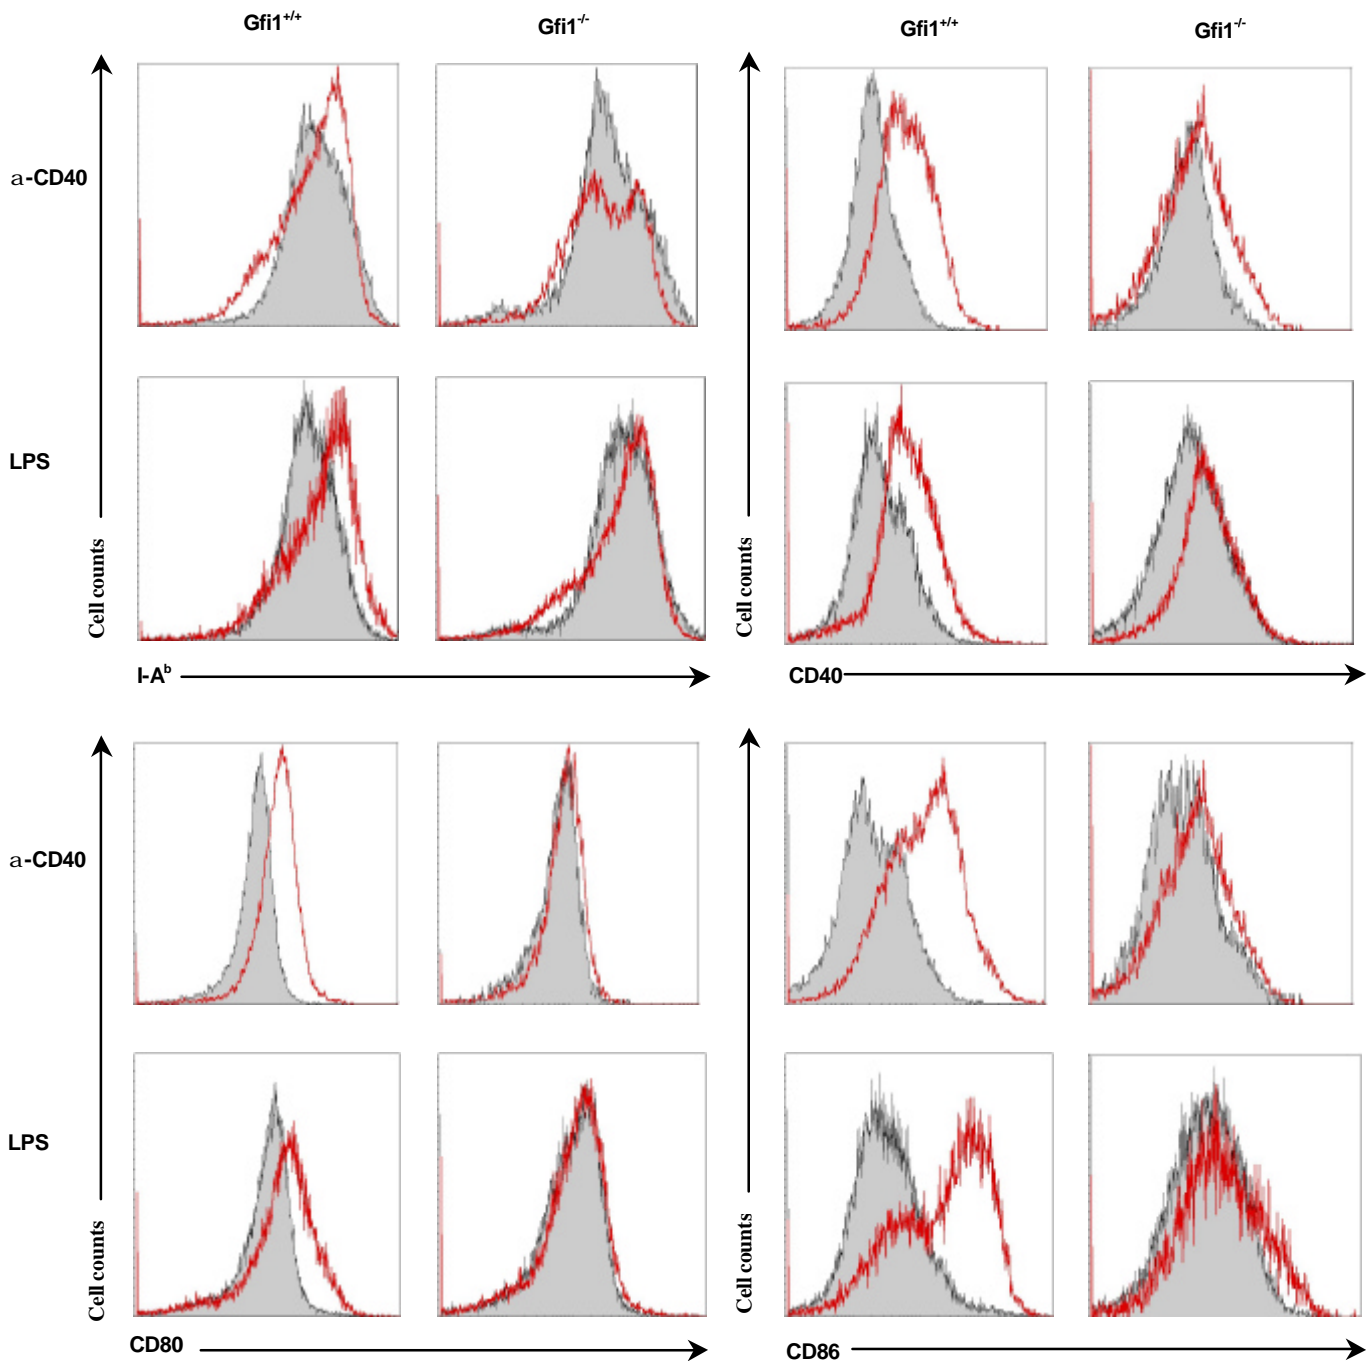 Gfi1+/+ Gfi1-/- Gfi1+/+ Gfi1-/-
a-CD40
LPS
Cell counts
Cell counts
I-Ab
CD40
a-CD40
LPS
Cell counts
Cell counts
CD80
CD86